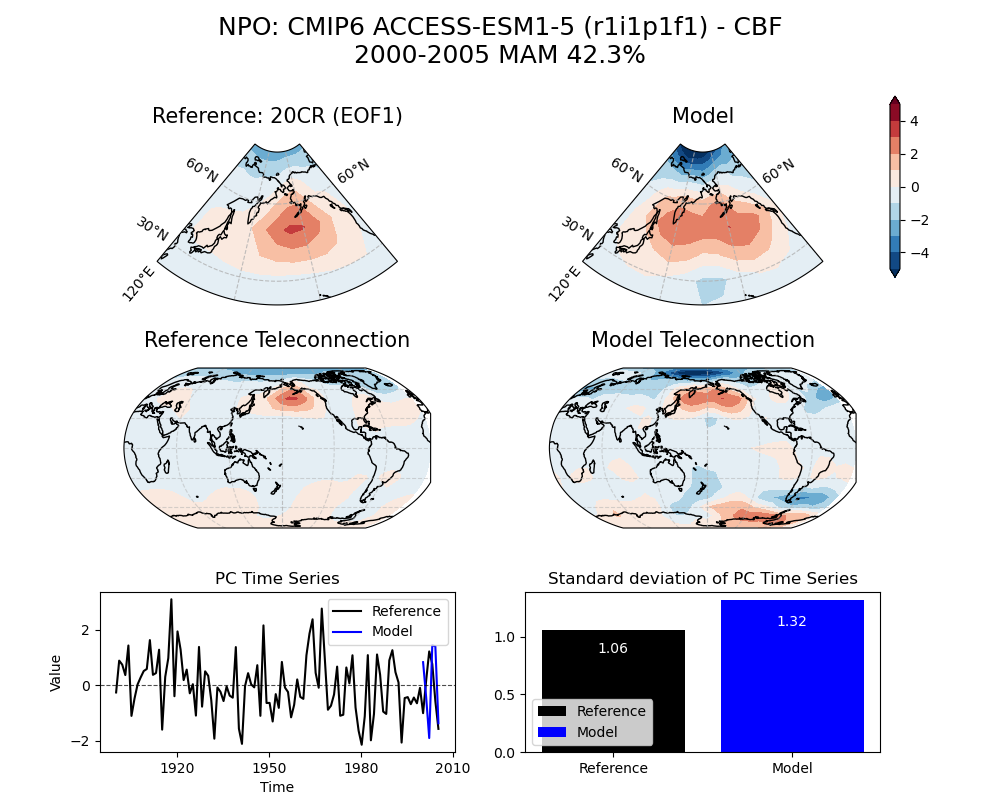 NPO: CMIP6 ACCESS-ESM1-5 (r1i1p1f1) - CBF
2000-2005 MAM 42.3%
Reference: 20CR (EOF1)
Model
60°N
60°N
30°N
120°E
60°N
60°N
30°N
120°E
4
2
0
−2
−4
Reference Teleconnection
Model Teleconnection
PC Time Series
Value
2
0
−2
1920
1950
1980
2010
Time
Reference
Model
Standard deviation of PC Time Series
1.0
0.5
0.0
1.06
1.32
Reference
Model
Reference
Model